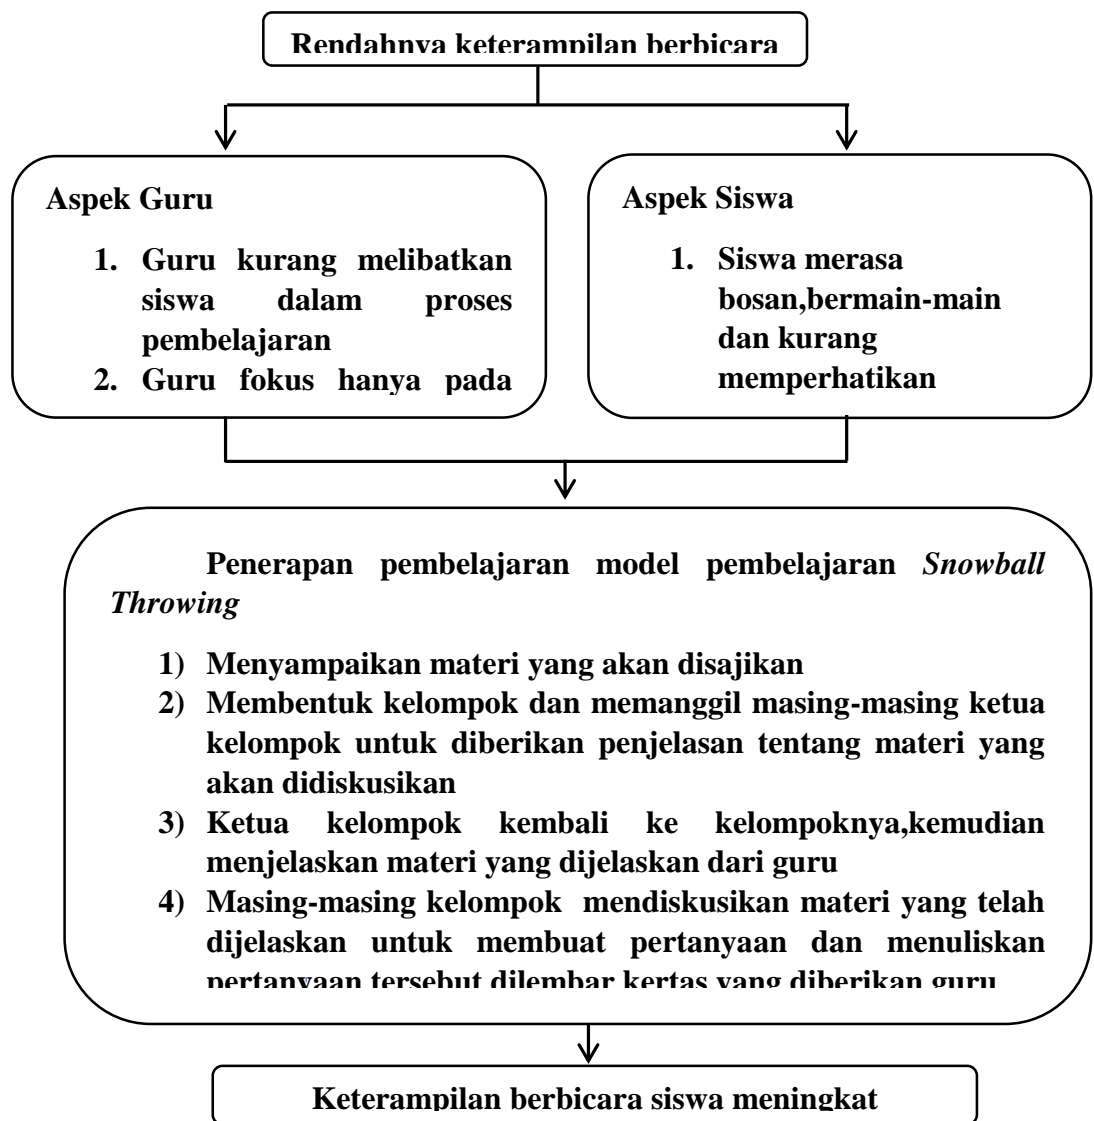 Rendahnya keterampilan berbicara
Aspek Guru
1. Guru kurang melibatkan
siswa dalam proses
pembelajaran
2. Guru fokus hanya pada
Aspek Siswa
1. Siswa merasa
bosan,bermain-main
dan kurang
memperhatikan
Penerapan pembelajaran model pembelajaran Snowball
Throwing
1) Menyampaikan materi yang akan disajikan
2) Membentuk kelompok dan memanggil masing-masing ketua
kelompok untuk diberikan penjelasan tentang materi yang
akan didiskusikan
3) Ketua kelompok kembali ke kelompoknya,kemudian
menjelaskan materi yang dijelaskan dari guru
4) Masing-masing kelompok mendiskusikan materi yang telah
dijelaskan untuk membuat pertanyaan dan menuliskan
pertanyaan tersebut dilembar kertas yang diberikan guru
Keterampilan berbicara siswa meningkat